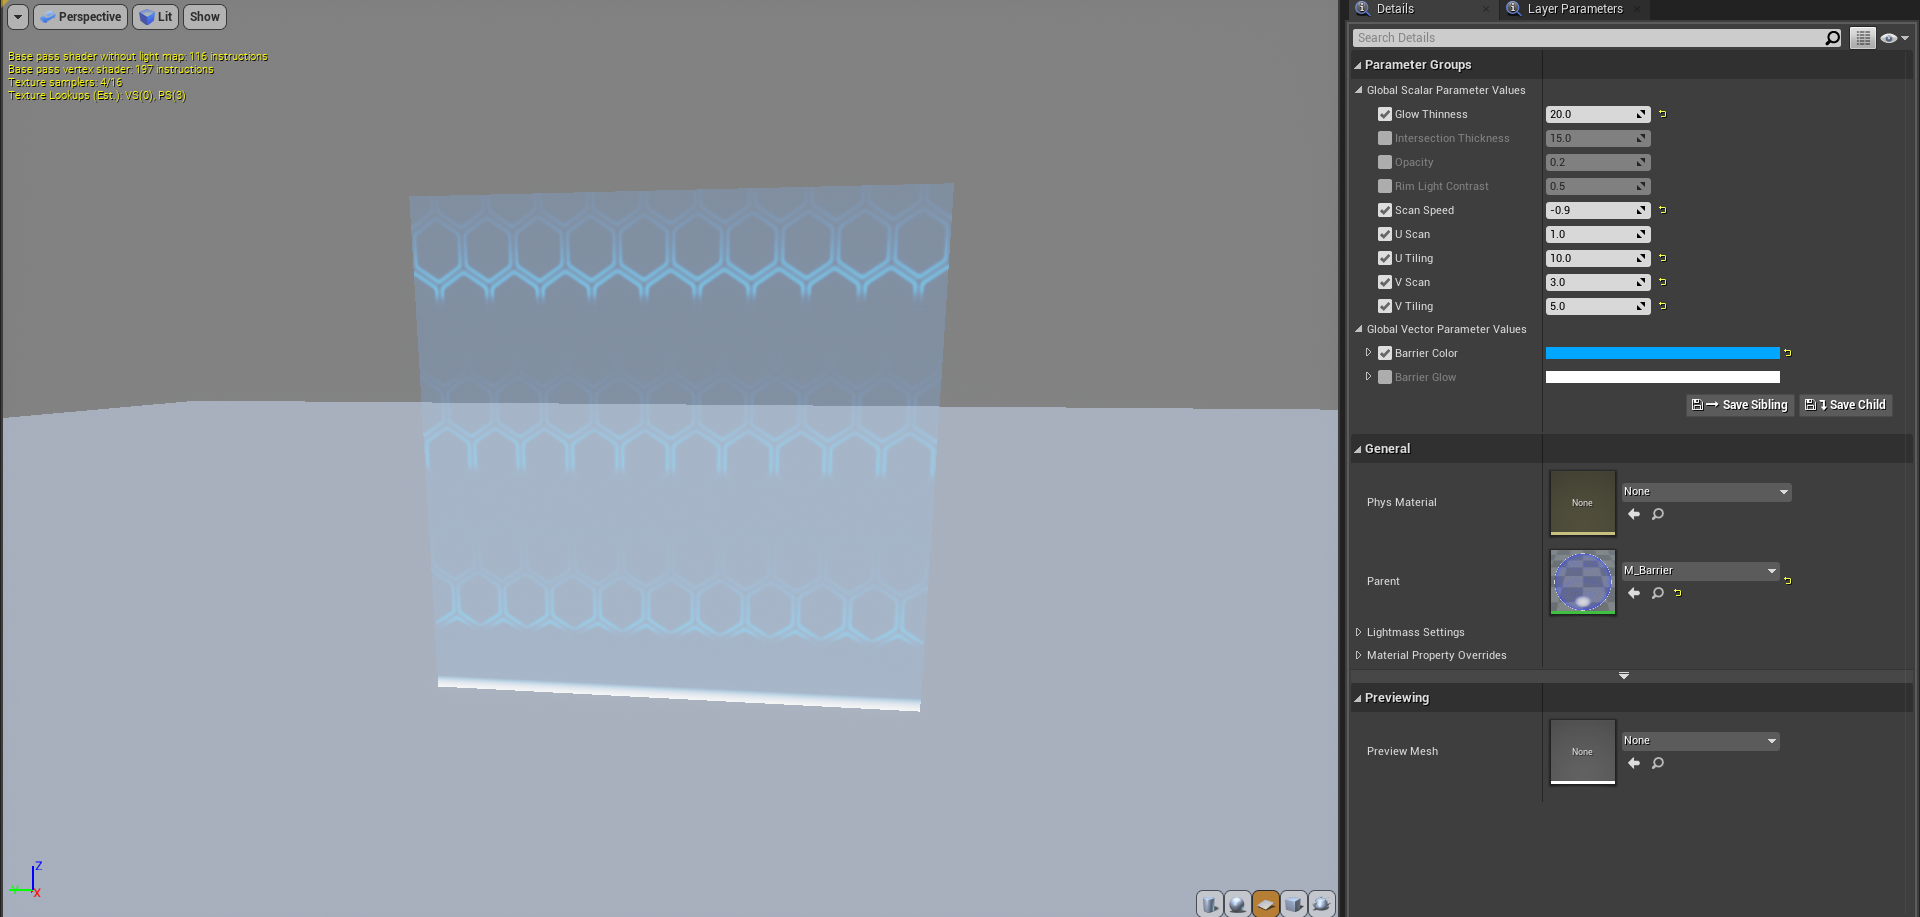 Perspective
Lit
Show
Base pass shader without light map: 116 instructions
Base pass vertex shader: 197 instructions
Texture samplers: 4/16
Texture Lookups (Est.): VS(0), PS(3)
Z
Y
X
Details
Layer Parameters
Search Details
Parameter Groups
Global Scalar Parameter Values
Glow Thinness 20.0
Intersection Thickness 15.0
Opacity 0.2
Rim Light Contrast 0.5
Scan Speed -0.9
U Scan 1.0
U Tiling 10.0
V Scan 3.0
V Tiling 5.0
Global Vector Parameter Values
Barrier Color
Barrier Glow
Save Sibling Save Child
General
Phys Material None None
Parent M_Barrier
Lightmass Settings
Material Property Overrides
Previewing
Preview Mesh None None